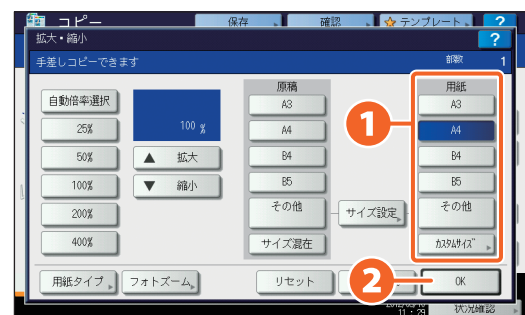 コピー
保存
確認
テンプレート
?
拡大・縮小
?
手差しコピーできます
部数 1
自動倍率選択
25%
50%
100%
200%
400%
100 %
▲ 拡大
▼ 縮小
原稿
A3
A4
B4
B5
その他
サイズ混在
サイズ設定
用紙
A3
A4
B4
B5
その他
カスタムサイズ
1
用紙タイプ
フォトズーム
リセット
2
OK
11 : 29
状況確認